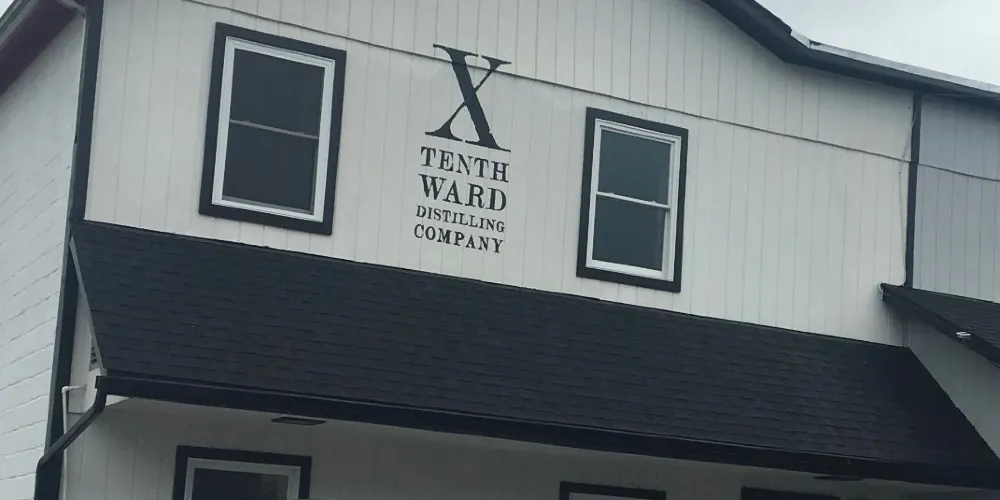 X
TENTH
WARD
DISTILLING
COMPANY